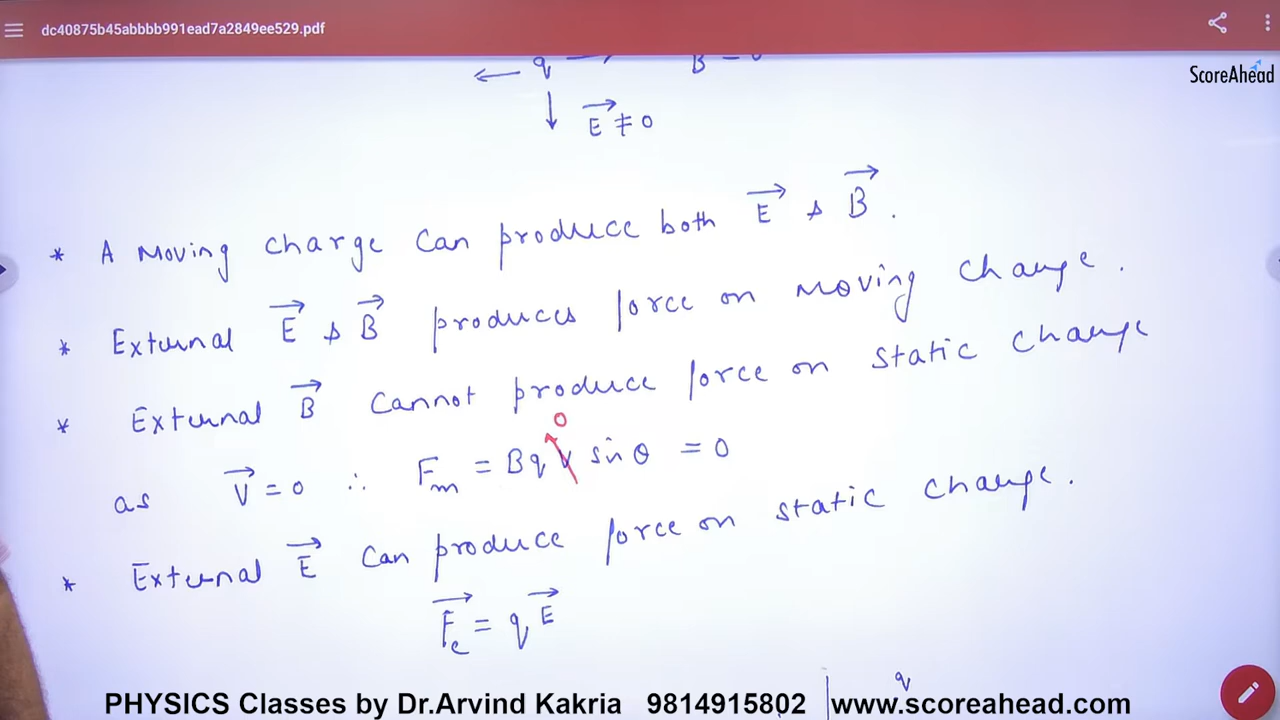 dc40875b45abbbb991ead7a2849ee529.pdf
ScoreAhead
← q →
↓ E⃗ ≠ 0
* A Moving charge can produce both E⃗ & B⃗.
* External E⃗ & B⃗ produces force on moving charge.
* External B⃗ cannot produce force on static charge
as V⃗ = 0 ∴ Fm = Bqv sinθ = 0
0
* External E⃗ can produce force on static charge.
F⃗e = qE⃗
q
PHYSICS Classes by Dr.Arvind Kakria 9814915802 www.scoreahead.com